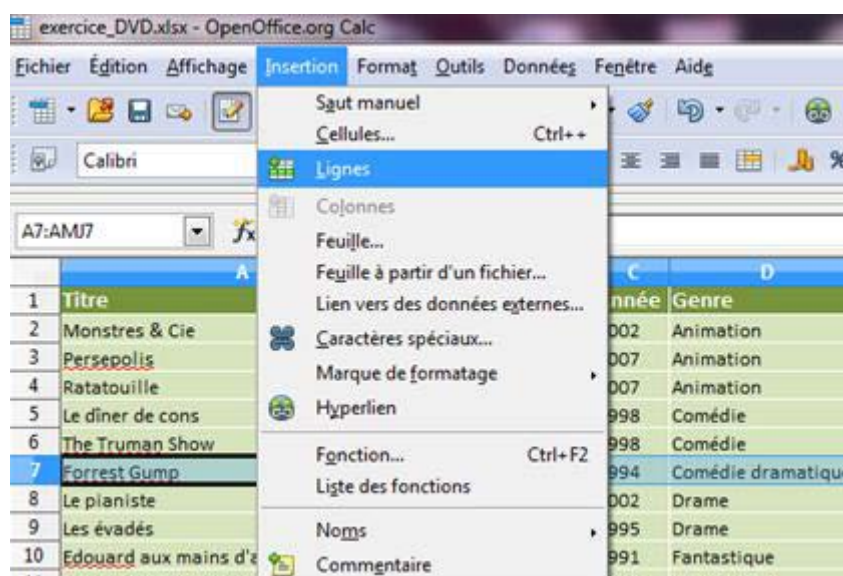 exercice_DVD.xlsx - OpenOffice.org Calc
Fichier Édition Affichage Insertion Format Outils Données Fenêtre Aide
Calibri
A7:AMJ7
Saut manuel
Cellules... Ctrl++
Lignes
Colonnes
Feuille...
Feuille à partir d'un fichier...
Lien vers des données externes...
Caractères spéciaux...
Marque de formatage
Hyperlien
Fonction... Ctrl+F2
Liste des fonctions
Noms
Commentaire
A C D
1 Titre nnée Genre
2 Monstres & Cie 002 Animation
3 Persepolis 007 Animation
4 Ratatouille 007 Animation
5 Le dîner de cons 998 Comédie
6 The Truman Show 998 Comédie
7 Forrest Gump 994 Comédie dramatiqu
8 Le pianiste 002 Drame
9 Les évadés 995 Drame
10 Edouard aux mains d'a 991 Fantastique